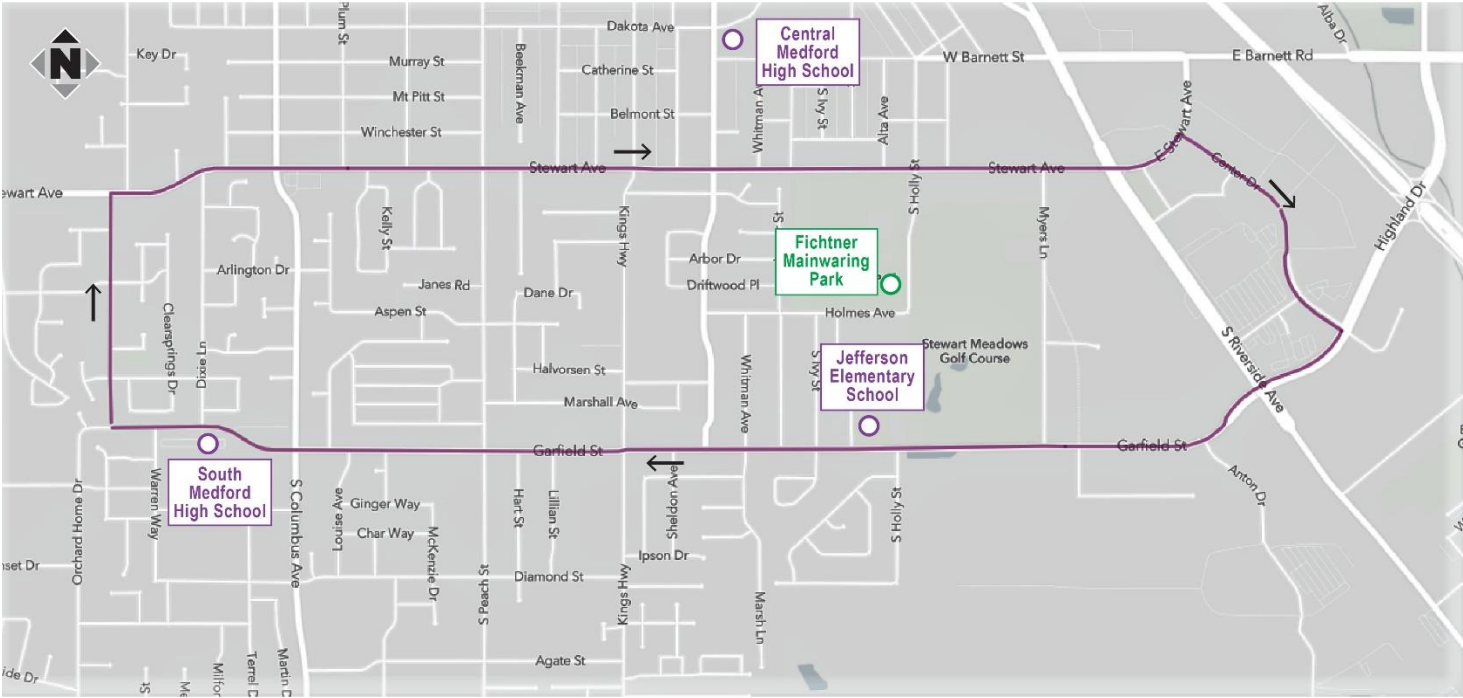 Plum St
Dakota Ave
Alba Dr
N
Key Dr
Central
Medford
High School
Murray St
Beekman Ave
Catherine St
W Barnett St
E Barnett Rd
Mt Pitt St
Belmont St
S Ivy St
Alta Ave
Winchester St
E Stewart Ave
Stewart Ave
Stewart Ave
Center Dr
S Holly St
Highland Dr
Kelly St
Kings Hwy
St
Myers Ln
Fichtner
Mainwaring
Park
Arbor Dr
Arlington Dr
Janes Rd
Driftwood Pl
Dane Dr
Aspen St
Holmes Ave
Clearsprings Dr
Dixie Ln
Stewart Meadows
Golf Course
S Riverside Ave
Jefferson
Elementary
School
Halvorsen St
Whitman Ave
Marshall Ave
Garfield St
Garfield St
South
Medford
High School
Orchard Home Dr
Warren Way
S Columbus Ave
Louise Ave
Ginger Way
Char Way
McKenzie Dr
Hart St
Lillian St
Sheldon Ave
S Holly St
Anton Dr
Ipson Dr
Diamond St
S Peach St
Kings Hwy
Marsh Ln
Agate St
St